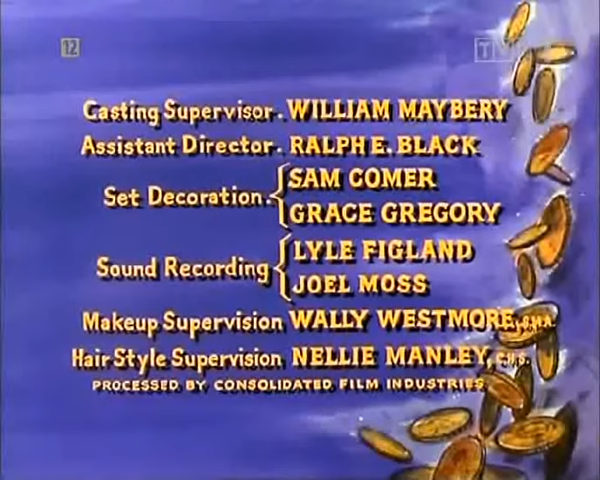 12
Casting Supervisor . WILLIAM MAYBERY
Assistant Director . RALPH E. BLACK
Set Decoration . { SAM COMER
GRACE GREGORY
Sound Recording { LYLE FIGLAND
JOEL MOSS
Makeup Supervision WALLY WESTMORE, S.M.A.
Hair Style Supervision NELLIE MANLEY, C.H.S.
PROCESSED BY CONSOLIDATED FILM INDUSTRIES